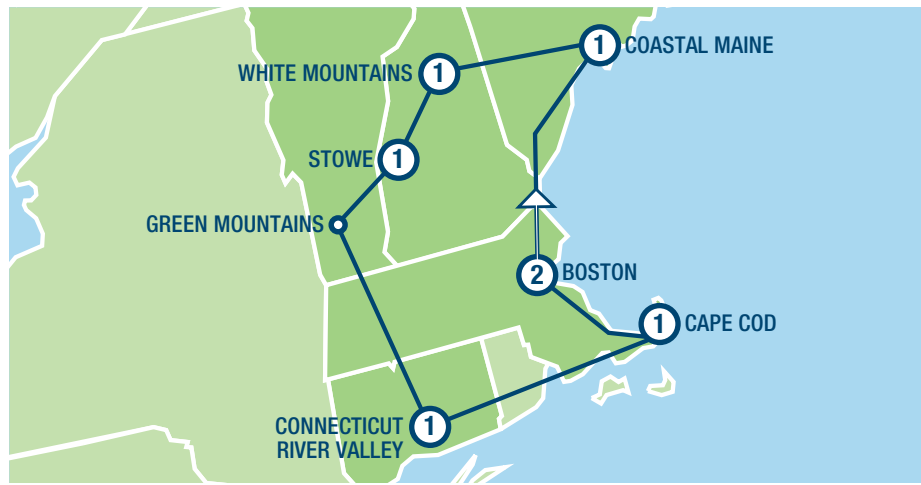 COASTAL MAINE
1
WHITE MOUNTAINS
1
STOWE
1
GREEN MOUNTAINS
2
BOSTON
1
CAPE COD
CONNECTICUT
RIVER VALLEY
1